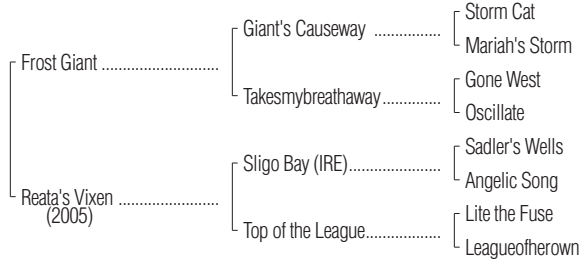 Storm Cat
Giant's Causeway ................
Mariah's Storm
Frost Giant ............................
Gone West
Takesmybreathaway..............
Oscillate
Sadler's Wells
Sligo Bay (IRE)......................
Angelic Song
Reata's Vixen ........................
(2005)
Lite the Fuse
Top of the League..................
Leagueofherown